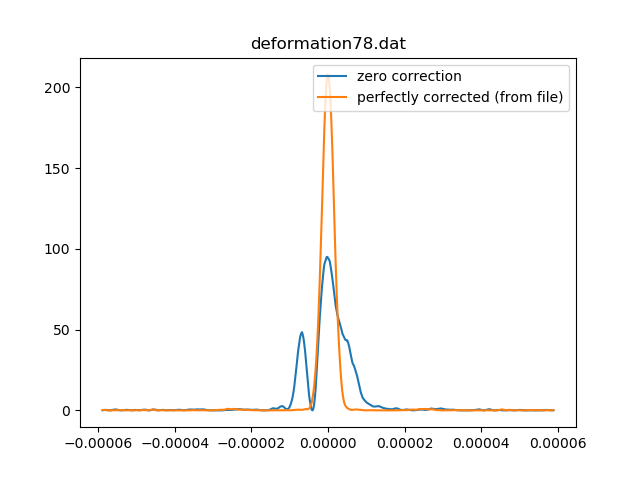 deformation78.dat
zero correction
perfectly corrected (from file)
200
150
100
50
0
−0.00006 −0.00004 −0.00002 0.00000 0.00002 0.00004 0.00006